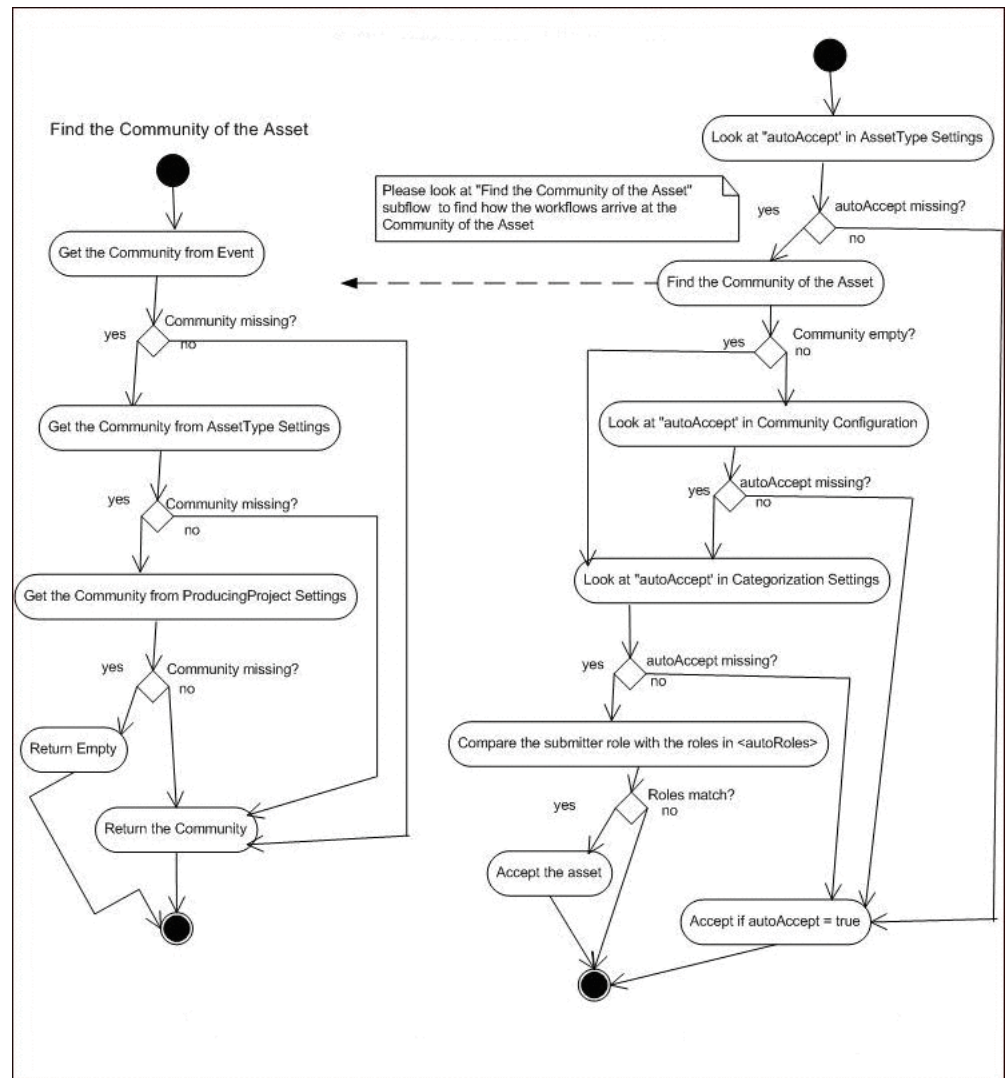 Find the Community of the Asset
Get the Community from Event
Community missing?
yes
no
Get the Community from AssetType Settings
yes
Community missing?
no
Get the Community from ProducingProject Settings
yes
Community missing?
no
Return Empty
Return the Community
Look at "autoAccept' in AssetType Settings
Please look at "Find the Community of the Asset"
subflow to find how the workflows arrive at the
Community of the Asset
yes
autoAccept missing?
no
Find the Community of the Asset
Community empty?
yes
no
Look at "autoAccept' in Community Configuration
autoAccept missing?
yes
no
Look at "autoAccept' in Categorization Settings
yes
autoAccept missing?
no
Compare the submitter role with the roles in <autoRoles>
Roles match?
yes
no
Accept the asset
Accept if autoAccept = true